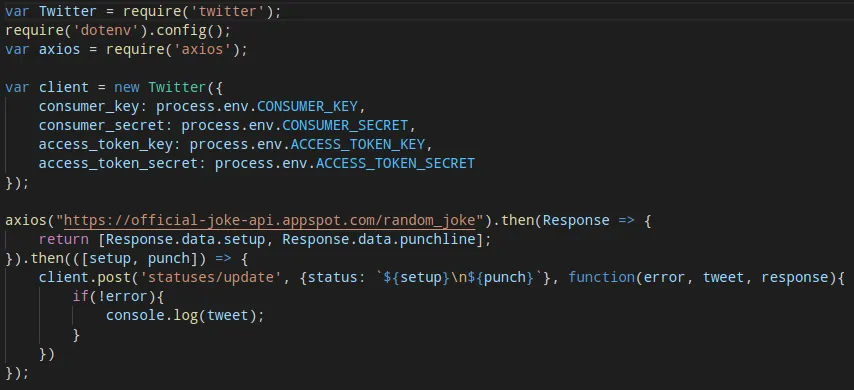 var Twitter = require('twitter');
require('dotenv').config();
var axios = require('axios');

var client = new Twitter({
    consumer_key: process.env.CONSUMER_KEY,
    consumer_secret: process.env.CONSUMER_SECRET,
    access_token_key: process.env.ACCESS_TOKEN_KEY,
    access_token_secret: process.env.ACCESS_TOKEN_SECRET
});

axios("https://official-joke-api.appspot.com/random_joke").then(Response => {
    return [Response.data.setup, Response.data.punchline];
}).then(([setup, punch]) => {
    client.post('statuses/update', {status: `${setup}\n${punch}`}, function(error, tweet, response){
        if(!error){
            console.log(tweet);
        }
    })
});